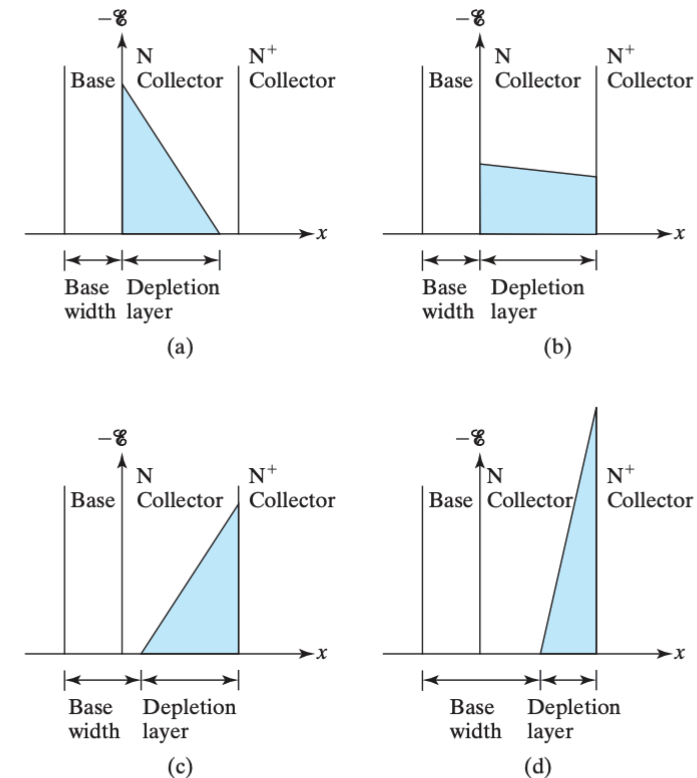 −ℰ
N
N⁺
Base Collector Collector
x
Base Depletion
width layer
(a)
−ℰ
N
N⁺
Base Collector Collector
x
Base Depletion
width layer
(b)
−ℰ
N
N⁺
Base Collector Collector
x
Base Depletion
width layer
(c)
−ℰ
N
N⁺
Base Collector Collector
x
Base Depletion
width layer
(d)